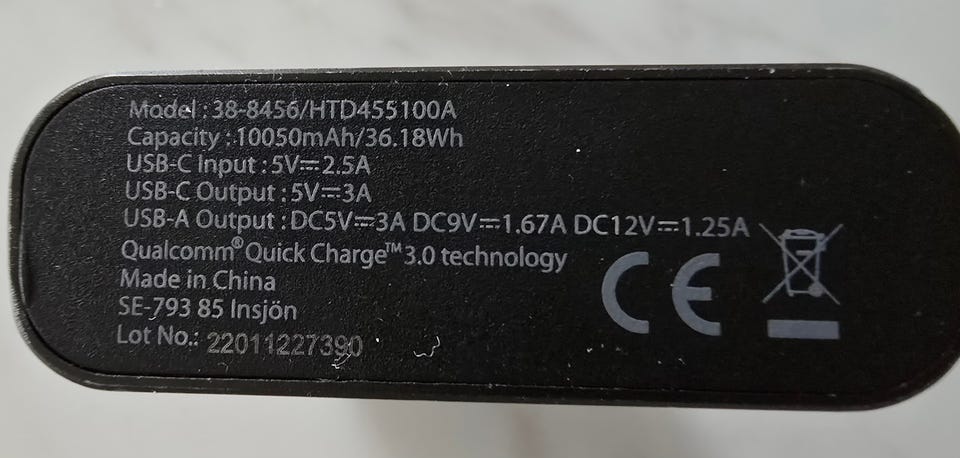 Model : 38-8456/HTD455100A
Capacity : 10050mAh/36.18Wh
USB-C Input : 5V⎓2.5A
USB-C Output : 5V⎓3A
USB-A Output : DC5V⎓3A DC9V⎓1.67A DC12V⎓1.25A
Qualcomm® Quick Charge™ 3.0 technology
Made in China
SE-793 85 Insjön
Lot No.: 22011227390
CE